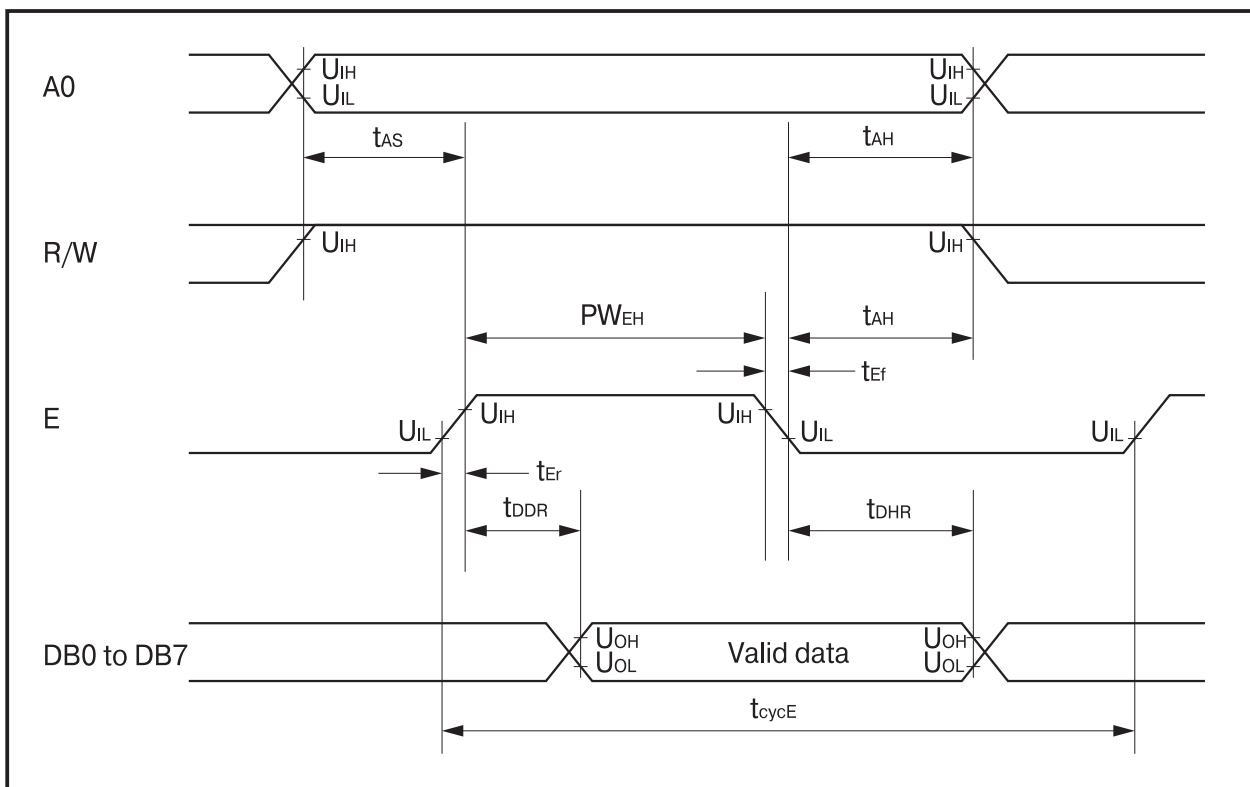 A0
UIH
UIL
UIH
UIL
tAS
tAH
R/W
UIH
UIH
PWEH
tAH
tEf
E
UIL
UIH
UIH
UIL
UIL
tEr
tDDR
tDHR
DB0 to DB7
UOH
UOL
Valid data
UOH
UOL
tcycE